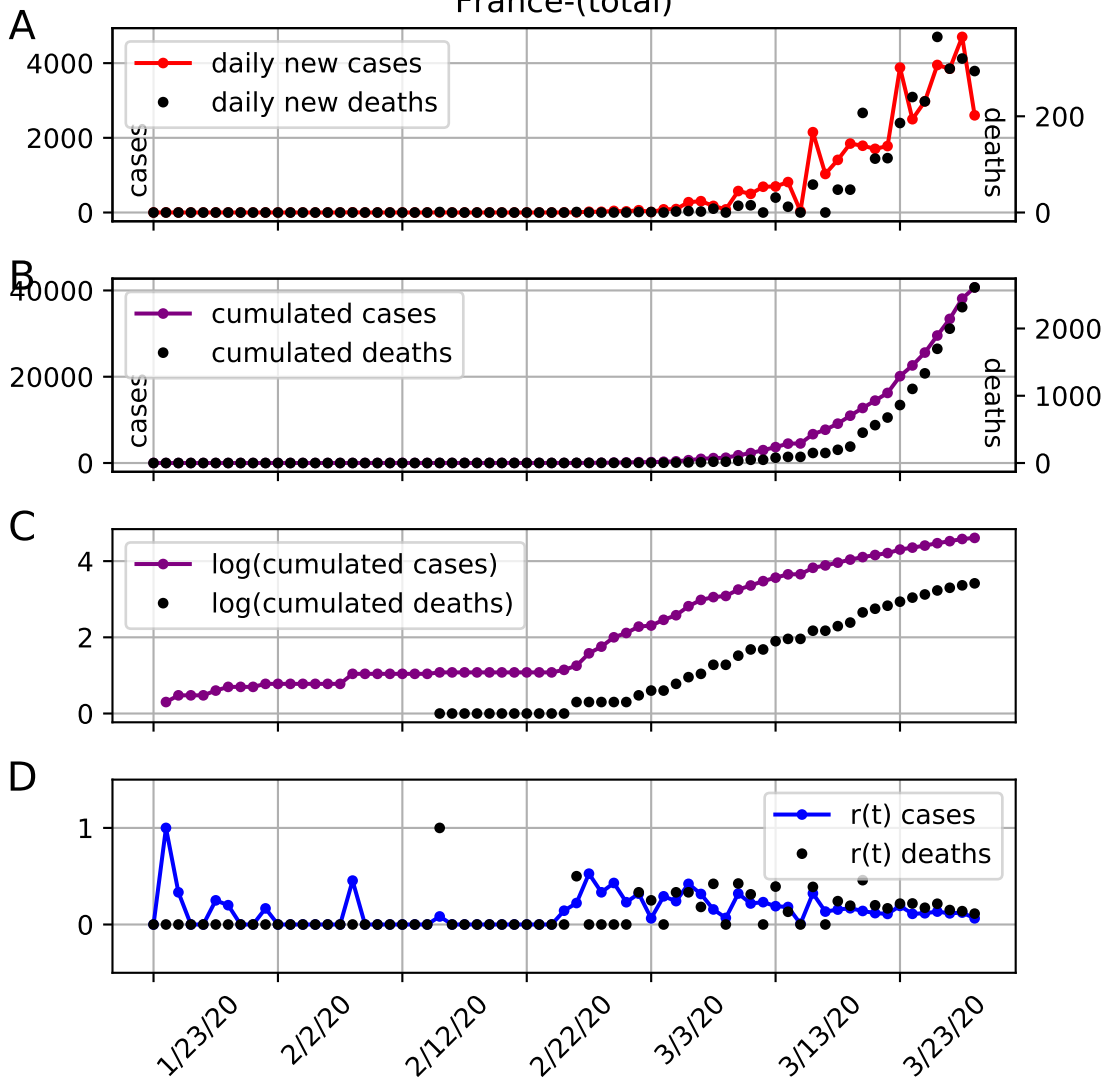 France-(total)
A
daily new cases
daily new deaths
4000
2000
0
cases
200
0
deaths
B
cumulated cases
cumulated deaths
40000
20000
0
cases
2000
1000
0
deaths
C
log(cumulated cases)
log(cumulated deaths)
4
2
0
D
r(t) cases
r(t) deaths
1
0
1/23/20
2/2/20
2/12/20
2/22/20
3/3/20
3/13/20
3/23/20